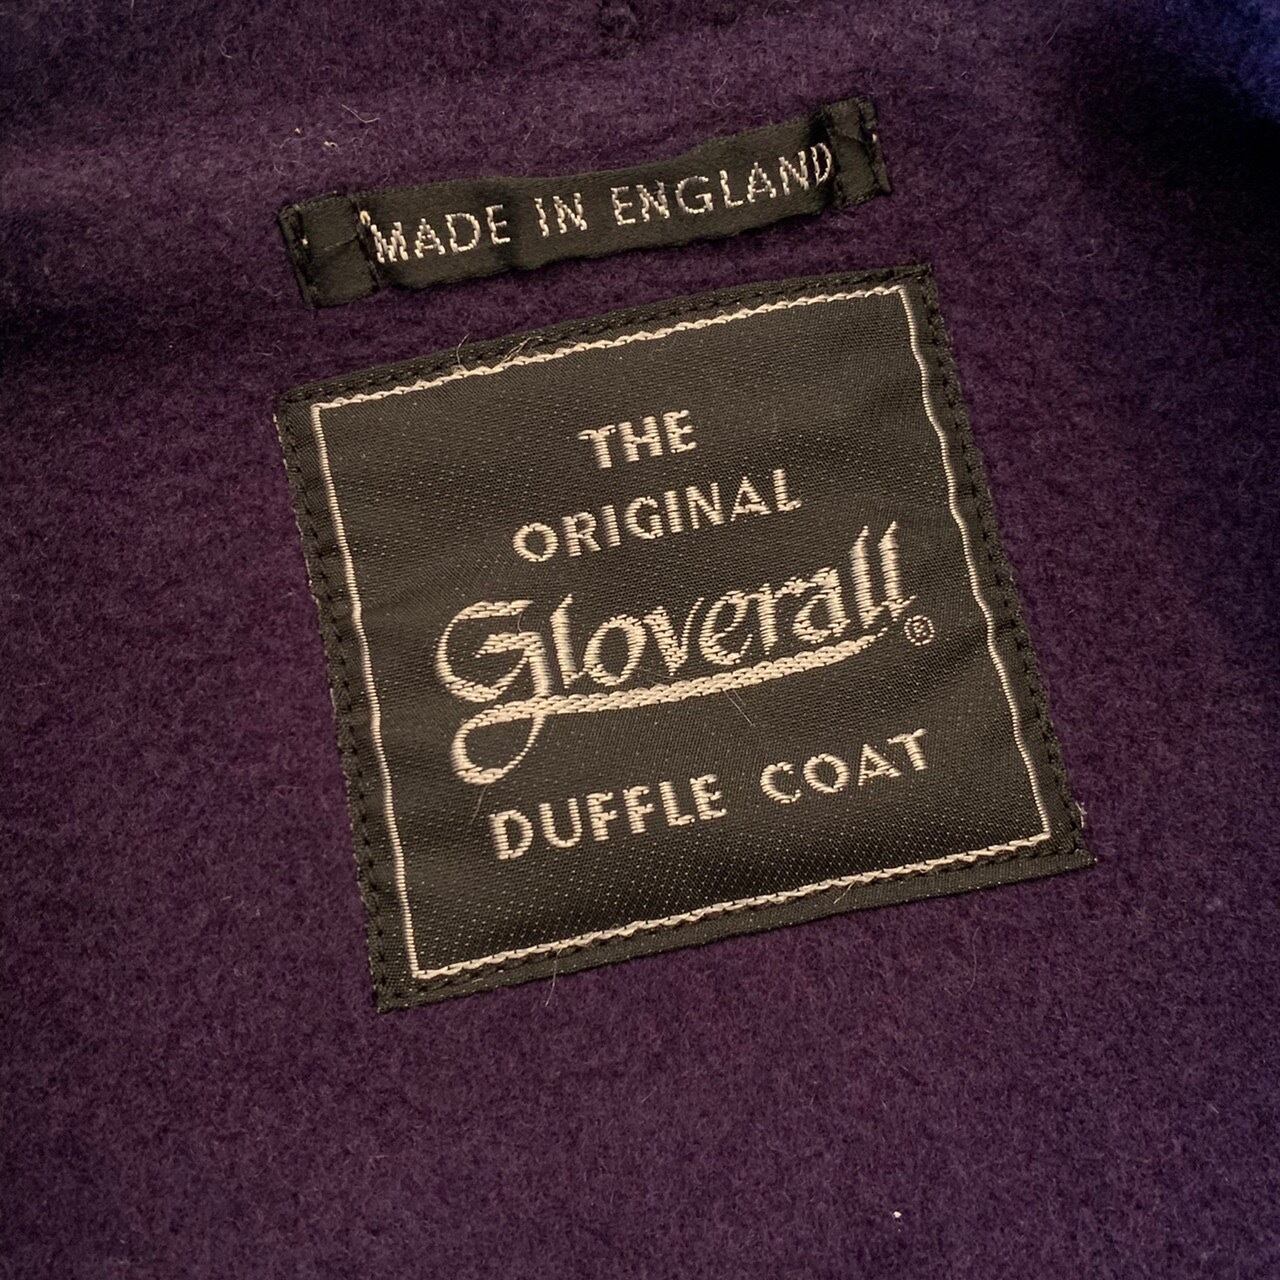 MADE IN ENGLAND
THE
ORIGINAL
Gloverall®
DUFFLE COAT